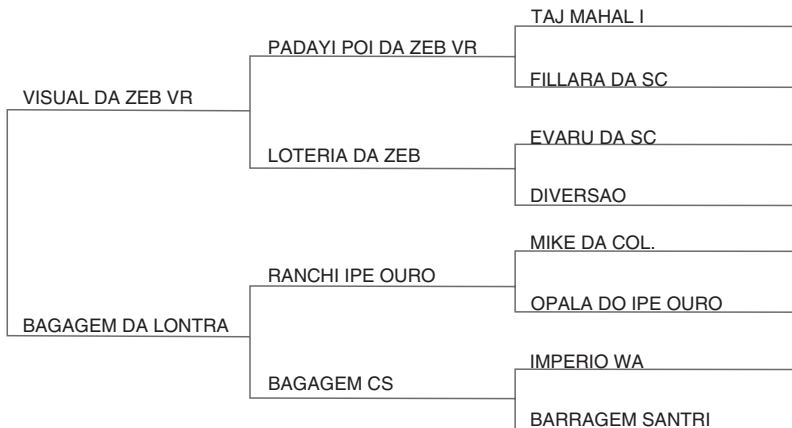 TAJ MAHAL I
PADAYI POI DA ZEB VR
FILLARA DA SC
VISUAL DA ZEB VR
EVARU DA SC
LOTERIA DA ZEB
DIVERSAO
MIKE DA COL.
RANCHI IPE OURO
OPALA DO IPE OURO
BAGAGEM DA LONTRA
IMPERIO WA
BAGAGEM CS
BARRAGEM SANTRI